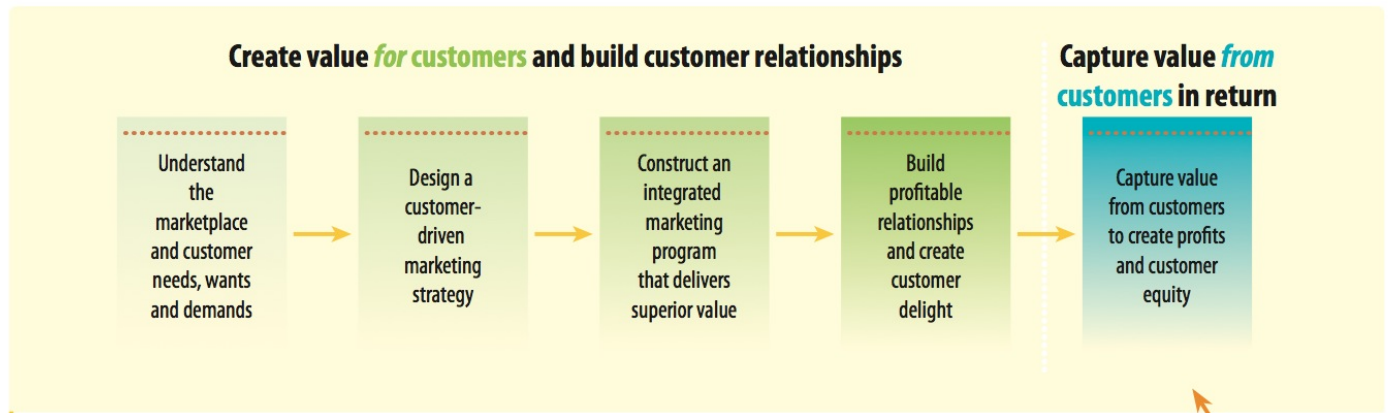 Create value for customers and build customer relationships
Capture value from
customers in return
Understand
the
marketplace
and customer
needs, wants
and demands
Design a
customer-
driven
marketing
strategy
Construct an
integrated
marketing
program
that delivers
superior value
Build
profitable
relationships
and create
customer
delight
Capture value
from customers
to create profits
and customer
equity